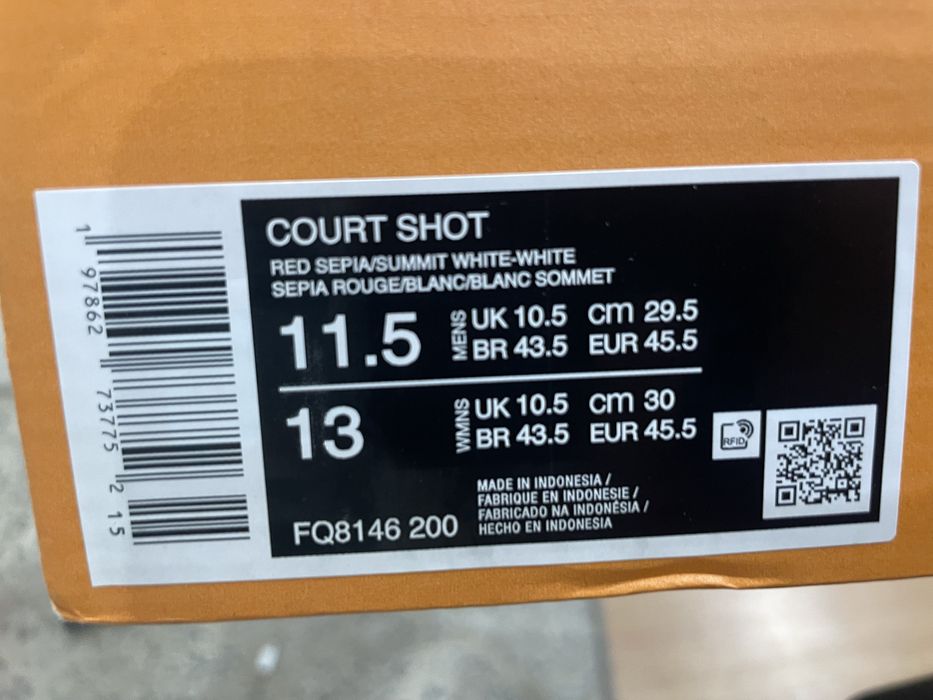 COURT SHOT
RED SEPIA/SUMMIT WHITE-WHITE
SEPIA ROUGE/BLANC/BLANC SOMMET
11.5
MENS
UK 10.5 CM 29.5
BR 43.5 EUR 45.5
13
WMNS
UK 10.5 CM 30
BR 43.5 EUR 45.5
RFID
MADE IN INDONESIA /
FABRIQUE EN INDONESIE /
FABRICADO NA INDONÉSIA /
HECHO EN INDONESIA
FQ8146 200
1 97862 73775 2 15